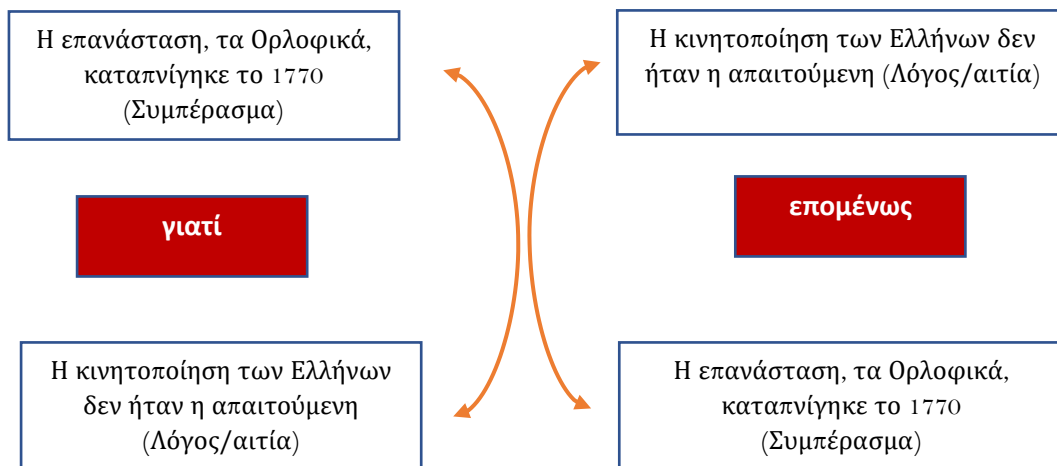 Η επανάσταση, τα Ορλοφικά,
καταπνίγηκε το 1770
(Συμπέρασμα)
γιατί
Η κινητοποίηση των Ελλήνων
δεν ήταν η απαιτούμενη
(Λόγος/αιτία)
Η κινητοποίηση των Ελλήνων δεν
ήταν η απαιτούμενη (Λόγος/αιτία)
επομένως
Η επανάσταση, τα Ορλοφικά,
καταπνίγηκε το 1770
(Συμπέρασμα)